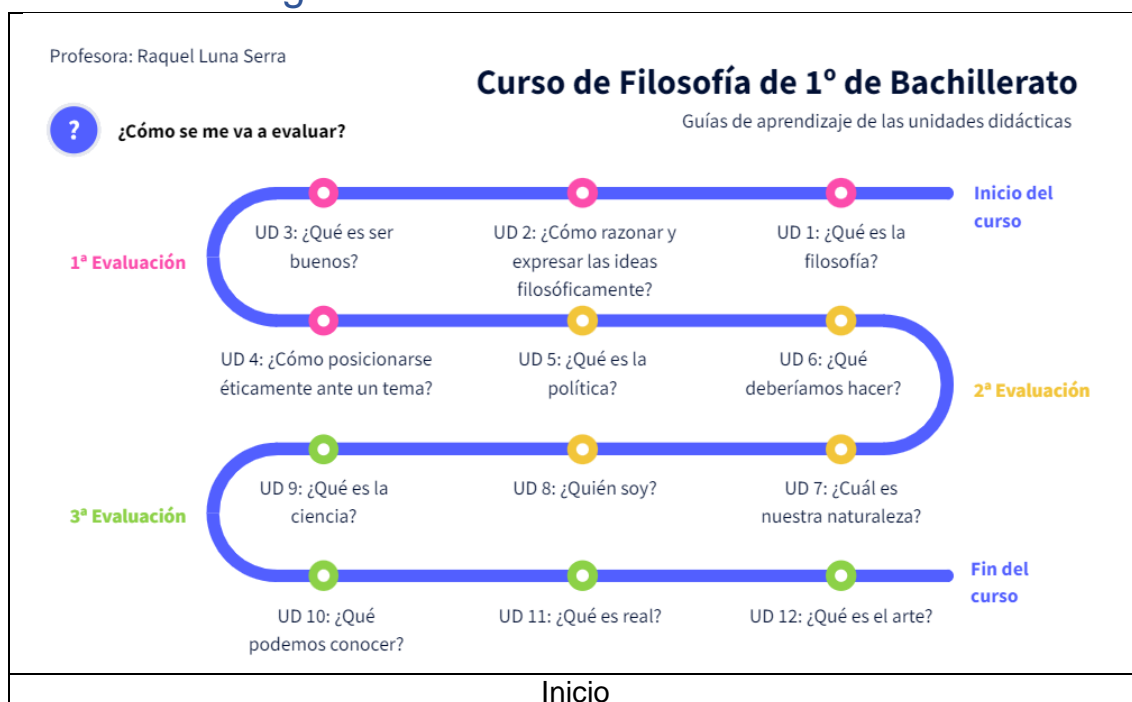 Profesora: Raquel Luna Serra
Curso de Filosofía de 1º de Bachillerato
Guías de aprendizaje de las unidades didácticas
?
¿Cómo se me va a evaluar?
Inicio del
curso
UD 1: ¿Qué es la
filosofía?
UD 2: ¿Cómo razonar y
expresar las ideas
filosóficamente?
UD 3: ¿Qué es ser
buenos?
1ª Evaluación
UD 4: ¿Cómo posicionarse
éticamente ante un tema?
UD 5: ¿Qué es la
política?
UD 6: ¿Qué
deberíamos hacer?
2ª Evaluación
UD 7: ¿Cuál es
nuestra naturaleza?
UD 8: ¿Quién soy?
UD 9: ¿Qué es la
ciencia?
3ª Evaluación
UD 10: ¿Qué
podemos conocer?
UD 11: ¿Qué es real?
UD 12: ¿Qué es el arte?
Fin del
curso
Inicio